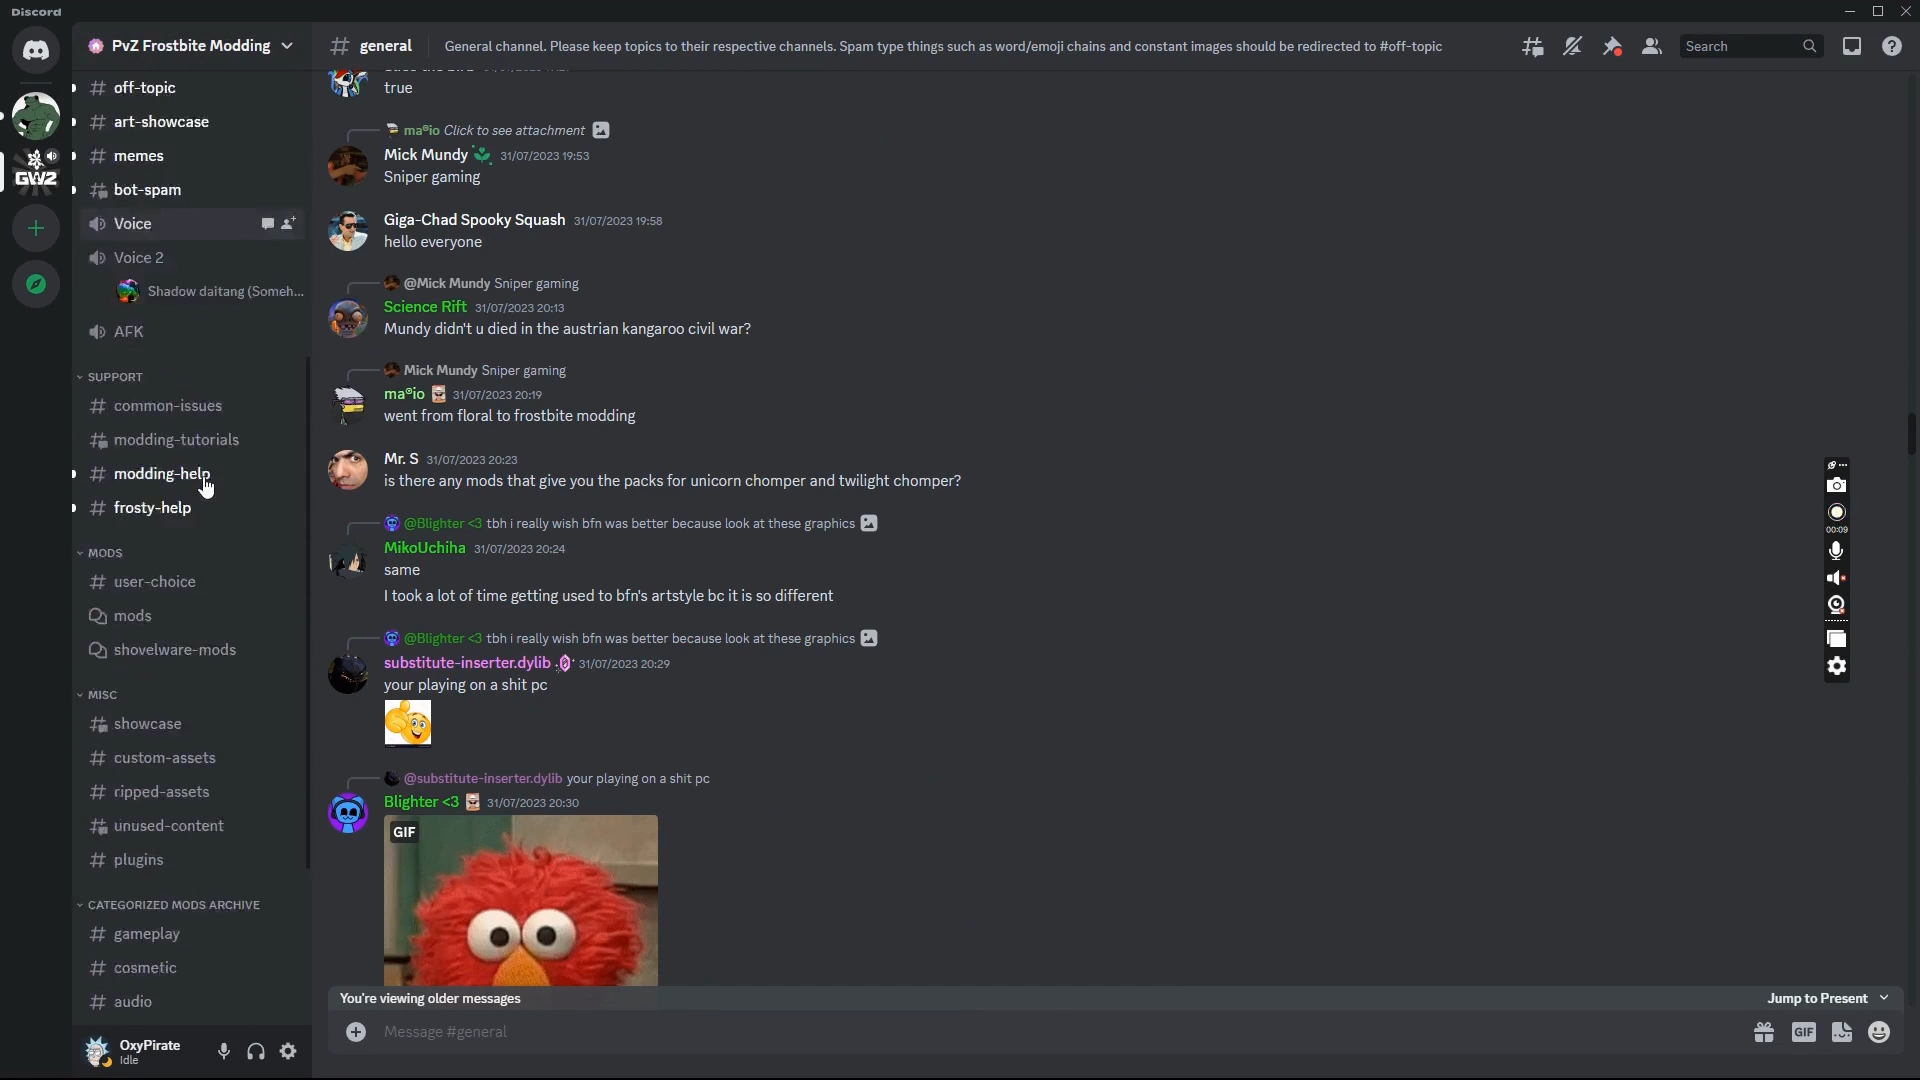 Discord
PvZ Frostbite Modding
# general
General channel. Please keep topics to their respective channels. Spam type things such as word/emoji chains and constant images should be redirected to #off-topic
Search
off-topic
art-showcase
memes
bot-spam
Voice
Voice 2
Shadow daitang (Someh...
AFK
SUPPORT
common-issues
modding-tutorials
modding-help
frosty-help
MODS
user-choice
mods
shovelware-mods
MISC
showcase
custom-assets
ripped-assets
unused-content
plugins
CATEGORIZED MODS ARCHIVE
gameplay
cosmetic
audio
OxyPirate
Idle
GW2
true
ma®io Click to see attachment
Mick Mundy 31/07/2023 19:53
Sniper gaming
Giga-Chad Spooky Squash 31/07/2023 19:58
hello everyone
@Mick Mundy Sniper gaming
Science Rift 31/07/2023 20:13
Mundy didn't u died in the austrian kangaroo civil war?
Mick Mundy Sniper gaming
ma®io 31/07/2023 20:19
went from floral to frostbite modding
Mr. S 31/07/2023 20:23
is there any mods that give you the packs for unicorn chomper and twilight chomper?
@Blighter <3 tbh i really wish bfn was better because look at these graphics
MikoUchiha 31/07/2023 20:24
same
I took a lot of time getting used to bfn's artstyle bc it is so different
@Blighter <3 tbh i really wish bfn was better because look at these graphics
substitute-inserter.dylib 31/07/2023 20:29
your playing on a shit pc
@substitute-inserter.dylib your playing on a shit pc
Blighter <3 31/07/2023 20:30
GIF
You're viewing older messages
Jump to Present
Message #general
GIF
00:09